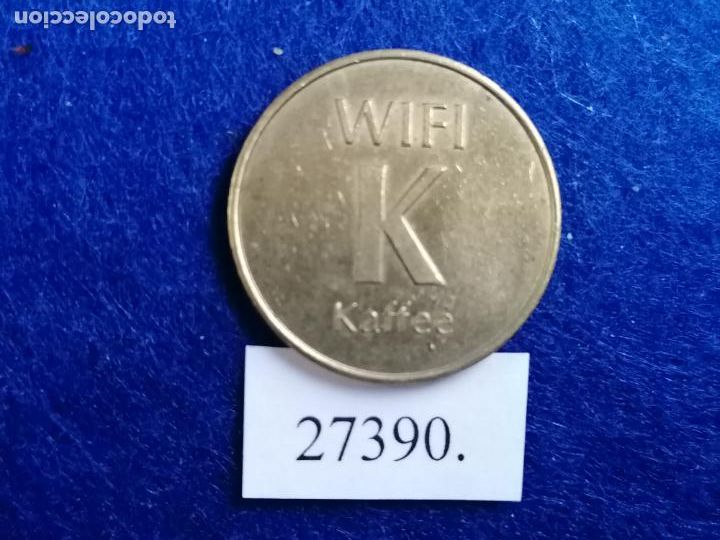 todocoleccion
WIFI
K
Kaffee
27390.